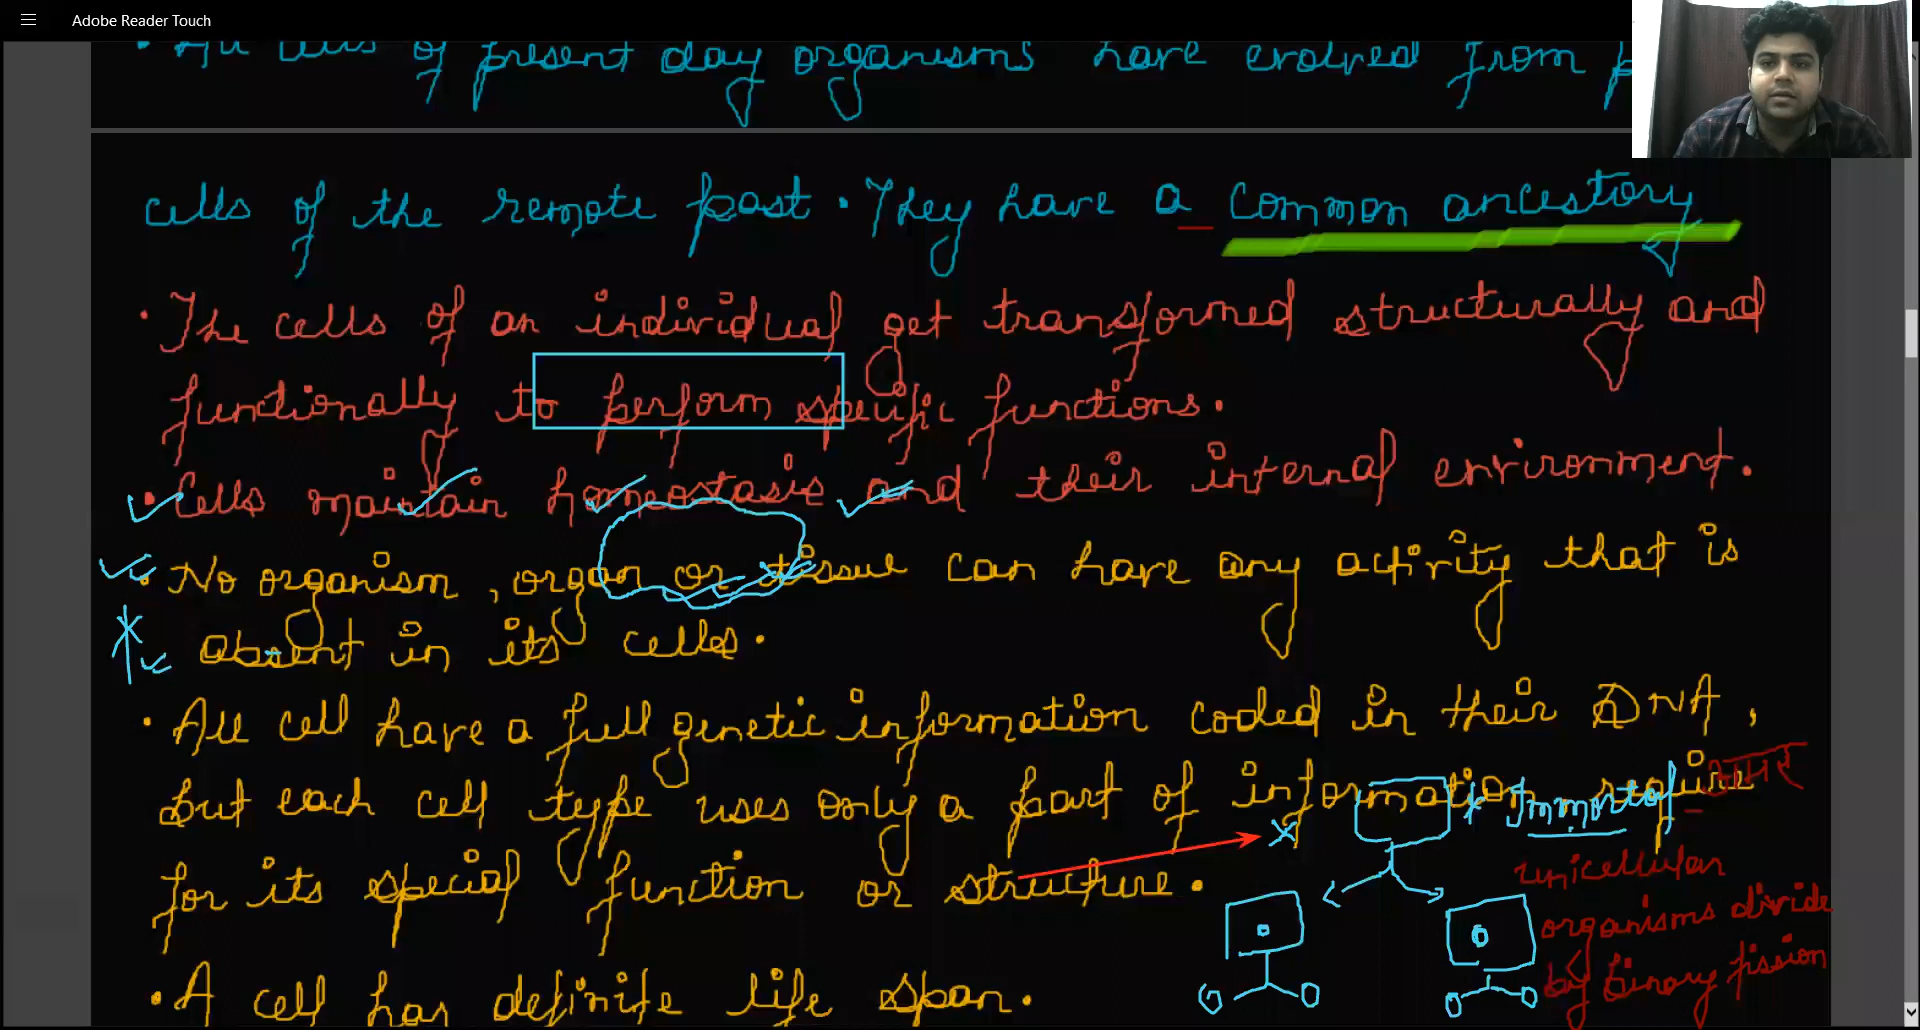 Adobe Reader Touch
• All cells of present day organisms have evolved from
cells of the remote past. They have a common ancestory
• The cells of an individual get transformed structurally and
functionally to perform specific functions.
• Cells maintain homeostasis and their internal environment.
• No organism, organ or tissue can have any activity that is
absent in its cells.
• All cell have a full genetic information coded in their DNA,
but each cell type uses only a part of information require
for its special function or structure.
• A cell has definite life span.
Immortal
अमर
unicellular
organisms divide
by binary fission